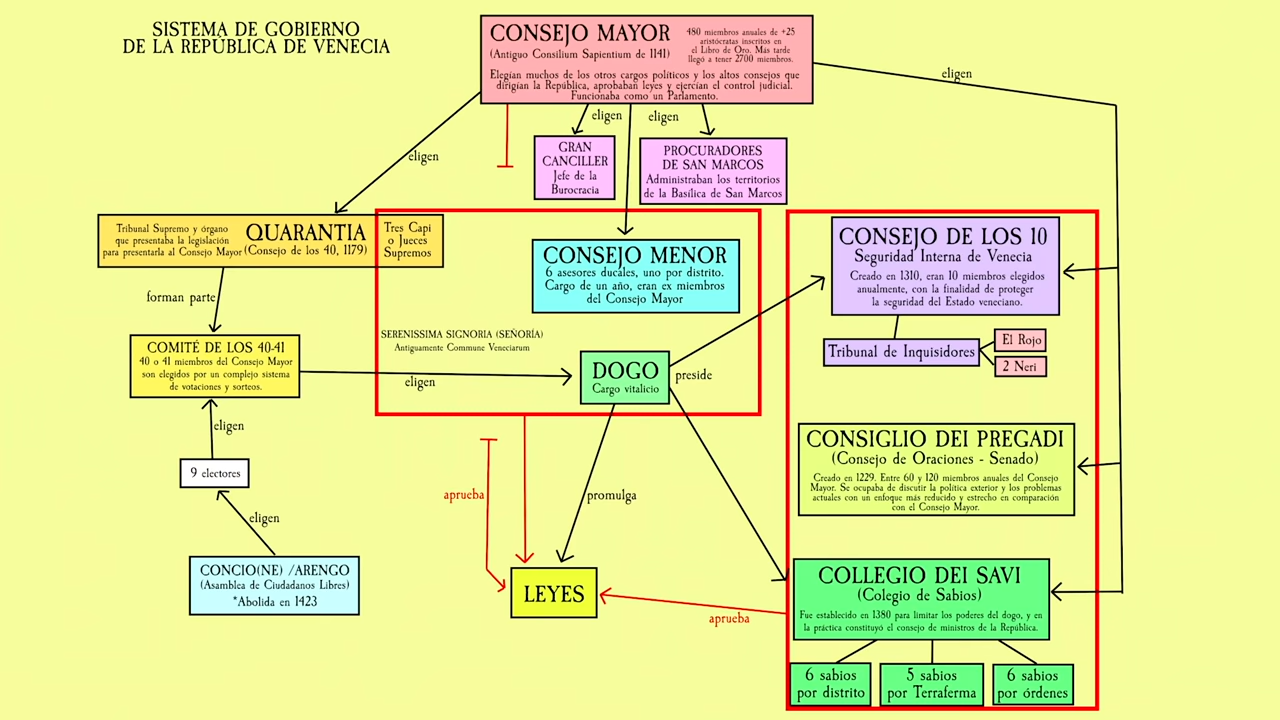 SISTEMA DE GOBIERNO
DE LA REPÚBLICA DE VENECIA
CONSEJO MAYOR
(Antiguo Consilium Sapientium de 1141)
480 miembros anuales de +25
aristócratas inscritos en
el Libro de Oro. Más tarde
llegó a tener 2700 miembros.
Elegían muchos de los otros cargos políticos y los altos consejos que
dirigían la República, aprobaban leyes y ejercían el control judicial.
Funcionaba como un Parlamento.
eligen
eligen
eligen
eligen
GRAN
CANCILLER
Jefe de la
Burocracia
PROCURADORES
DE SAN MARCOS
Administraban los territorios
de la Basílica de San Marcos
Tribunal Supremo y órgano
que presentaba la legislación
para presentarla al Consejo Mayor
QUARANTIA
(Consejo de los 40, 1179)
Tres Capi
o Jueces
Supremos
CONSEJO MENOR
6 asesores ducales, uno por distrito.
Cargo de un año, eran ex miembros
del Consejo Mayor
CONSEJO DE LOS 10
Seguridad Interna de Venecia
Creado en 1310, eran 10 miembros elegidos
anualmente, con la finalidad de proteger
la seguridad del Estado veneciano.
forman parte
SERENISSIMA SIGNORIA (SEÑORÍA)
Antiguamente Commune Veneciarum
Tribunal de Inquisidores
El Rojo
2 Neri
COMITÉ DE LOS 40-41
40 o 41 miembros del Consejo Mayor
son elegidos por un complejo sistema
de votaciones y sorteos.
eligen
DOGO
Cargo vitalicio
preside
eligen
9 electores
eligen
CONCIO(NE) /ARENGO
(Asamblea de Ciudadanos Libres)
*Abolida en 1423
CONSIGLIO DEI PREGADI
(Consejo de Oraciones - Senado)
Creado en 1229. Entre 60 y 120 miembros anuales del Consejo
Mayor. Se ocupaba de discutir la política exterior y los problemas
actuales con un enfoque más reducido y estrecho en comparación
con el Consejo Mayor.
aprueba
promulga
LEYES
aprueba
COLLEGIO DEI SAVI
(Colegio de Sabios)
Fue establecido en 1380 para limitar los poderes del dogo, y en
la práctica constituyó el consejo de ministros de la República.
6 sabios
por distrito
5 sabios
por Terraferma
6 sabios
por órdenes